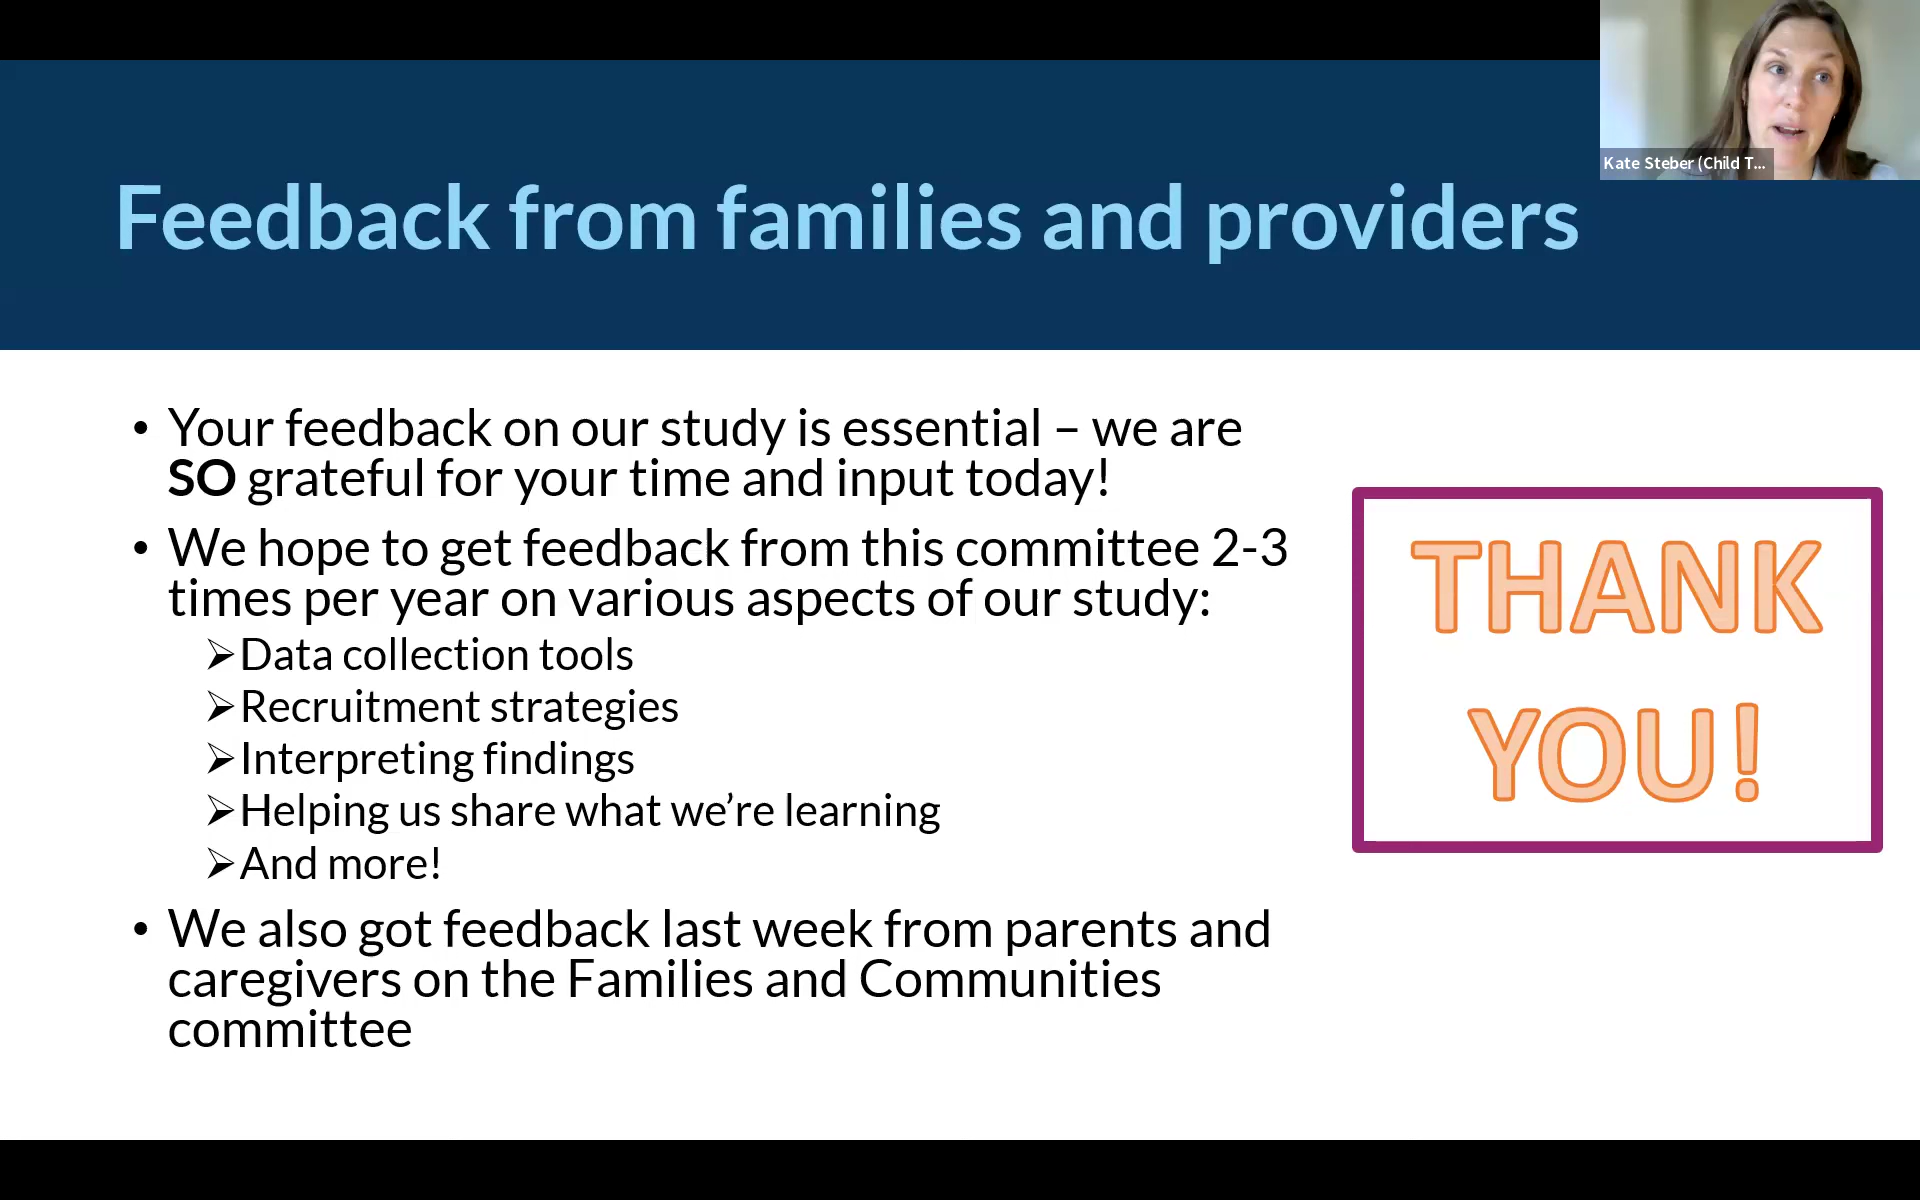 Kate Steber (Child T...
Feedback from families and providers
• Your feedback on our study is essential – we are
SO grateful for your time and input today!
• We hope to get feedback from this committee 2-3
times per year on various aspects of our study:
➢Data collection tools
➢Recruitment strategies
➢Interpreting findings
➢Helping us share what we’re learning
➢And more!
• We also got feedback last week from parents and
caregivers on the Families and Communities
committee
THANK
YOU!